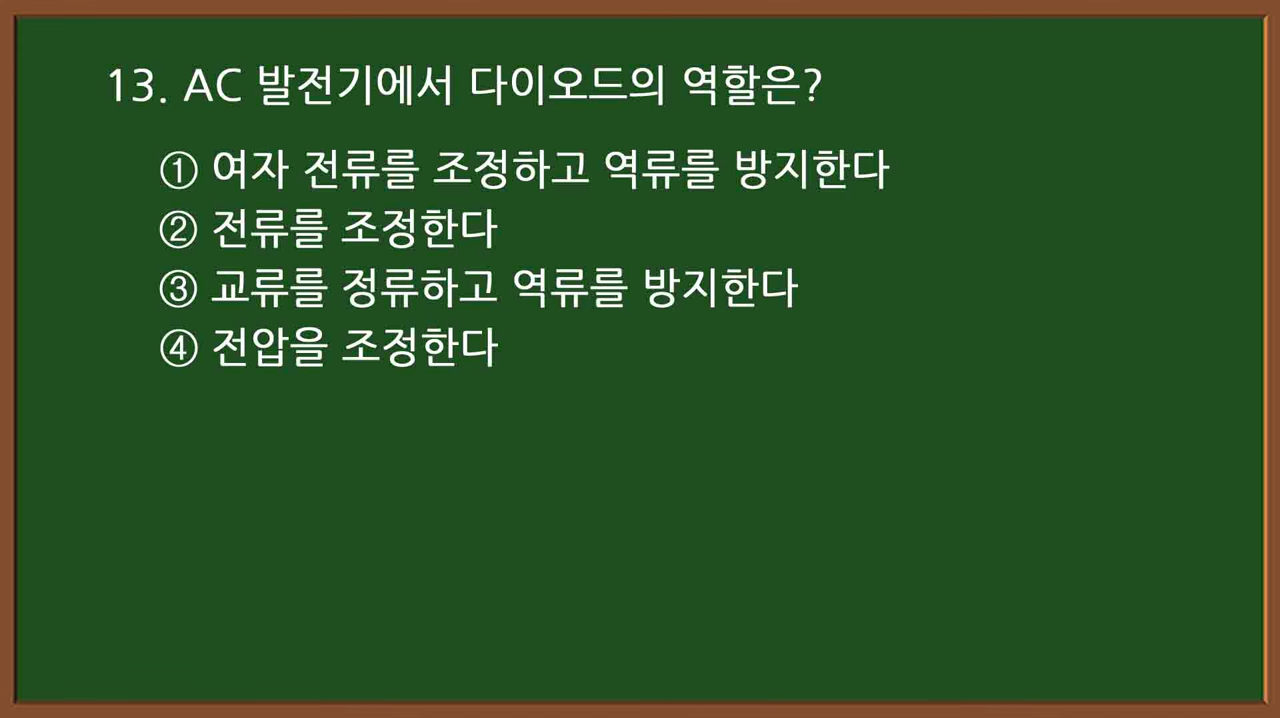 13. AC 발전기에서 다이오드의 역할은?
① 여자 전류를 조정하고 역류를 방지한다
② 전류를 조정한다
③ 교류를 정류하고 역류를 방지한다
④ 전압을 조정한다